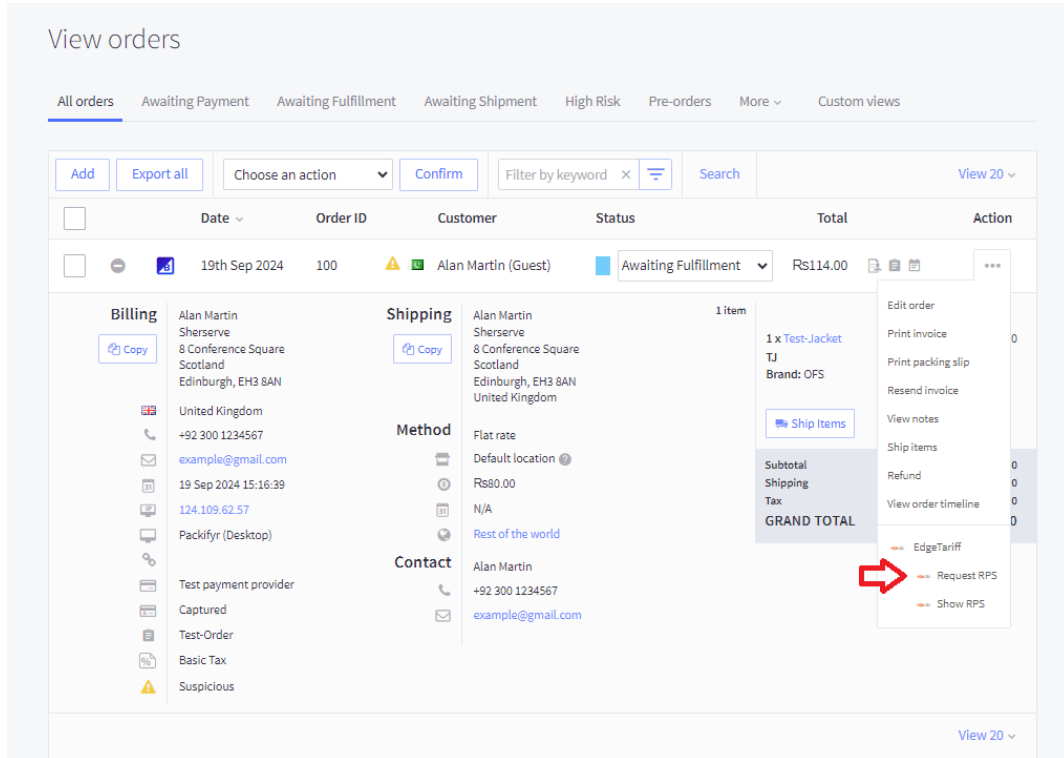 View orders
All orders Awaiting Payment Awaiting Fulfillment Awaiting Shipment High Risk Pre-orders More Custom views
Add Export all Choose an action Confirm Filter by keyword × Search View 20
Date Order ID Customer Status Total Action
19th Sep 2024 100 Alan Martin (Guest) Awaiting Fulfillment Rs114.00 •••
Billing
Copy
Alan Martin
Sherserve
8 Conference Square
Scotland
Edinburgh, EH3 8AN
United Kingdom
+92 300 1234567
example@gmail.com
31 19 Sep 2024 15:16:39
124.109.62.57
Packifyr (Desktop)
Test payment provider
Captured
Test-Order
% Basic Tax
Suspicious
Shipping
Copy
Alan Martin
Sherserve
8 Conference Square
Scotland
Edinburgh, EH3 8AN
United Kingdom
Method
Flat rate
Default location ?
Rs80.00
31 N/A
Rest of the world
Contact
Alan Martin
+92 300 1234567
example@gmail.com
1 item
1 x Test-Jacket 0
TJ
Brand: OFS
Ship Items
Subtotal 0
Shipping 0
Tax 0
GRAND TOTAL 0
Edit order
Print invoice
Print packing slip
Resend invoice
View notes
Ship items
Refund
View order timeline
EdgeTariff
Request RPS
Show RPS
View 20